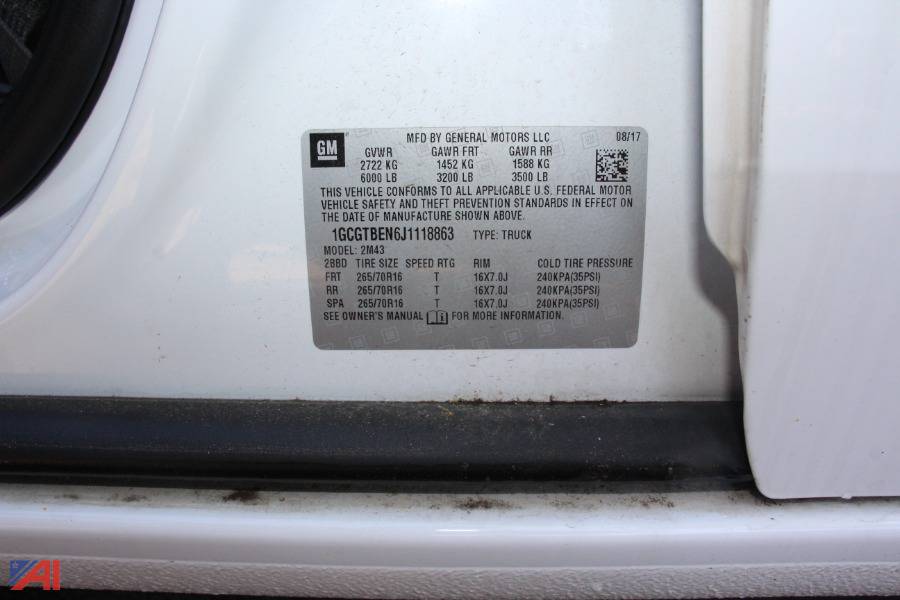 GM
MFD BY GENERAL MOTORS LLC 08/17
GVWR GAWR FRT GAWR RR
2722 KG 1452 KG 1588 KG
6000 LB 3200 LB 3500 LB
THIS VEHICLE CONFORMS TO ALL APPLICABLE U.S. FEDERAL MOTOR
VEHICLE SAFETY AND THEFT PREVENTION STANDARDS IN EFFECT ON
THE DATE OF MANUFACTURE SHOWN ABOVE.
1GCGTBEN6J1118863 TYPE: TRUCK
MODEL: 2M43
2BBD TIRE SIZE SPEED RTG RIM COLD TIRE PRESSURE
FRT 265/70R16 T 16X7.0J 240KPA(35PSI)
RR 265/70R16 T 16X7.0J 240KPA(35PSI)
SPA 265/70R16 T 16X7.0J 240KPA(35PSI)
SEE OWNER'S MANUAL FOR MORE INFORMATION.
AI